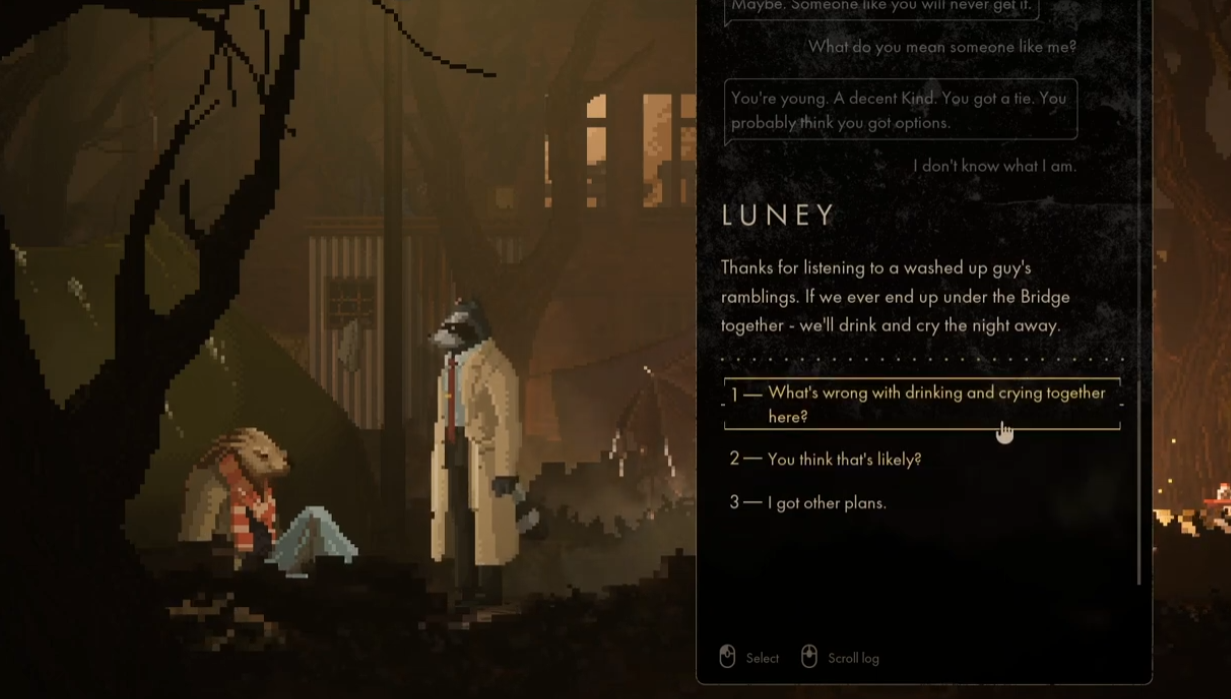 Maybe. Someone like you will never get it.
What do you mean someone like me?
You're young. A decent Kind. You got a tie. You
probably think you got options.
I don't know what I am.
LUNEY
Thanks for listening to a washed up guy's
ramblings. If we ever end up under the Bridge
together - we'll drink and cry the night away.
1 — What's wrong with drinking and crying together
here?
2 — You think that's likely?
3 — I got other plans.
Select Scroll log